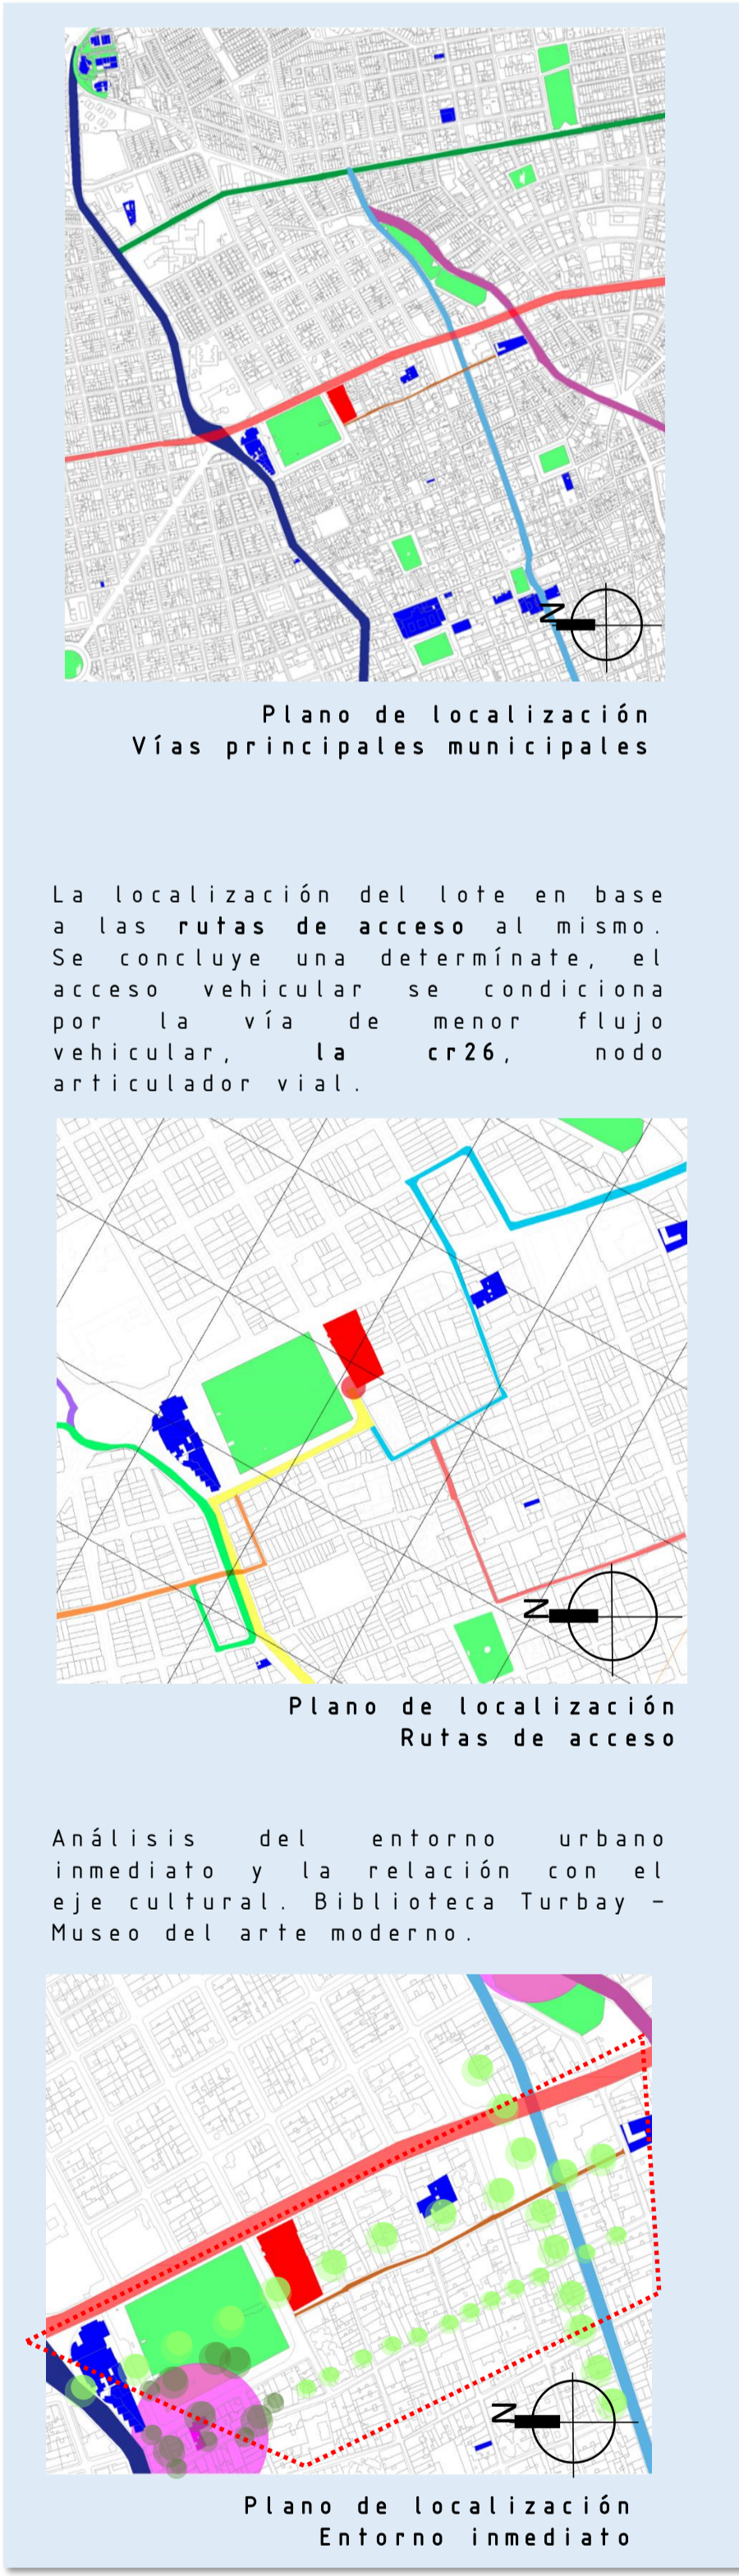 N
Plano de localización
Vías principales municipales
La localización del lote en base
a las rutas de acceso al mismo.
Se concluye una determínate, el
acceso vehicular se condiciona
por la vía de menor flujo
vehicular, la cr26, nodo
articulador vial.
N
Plano de localización
Rutas de acceso
Análisis del entorno urbano
inmediato y la relación con el
eje cultural. Biblioteca Turbay –
Museo del arte moderno.
N
Plano de localización
Entorno inmediato